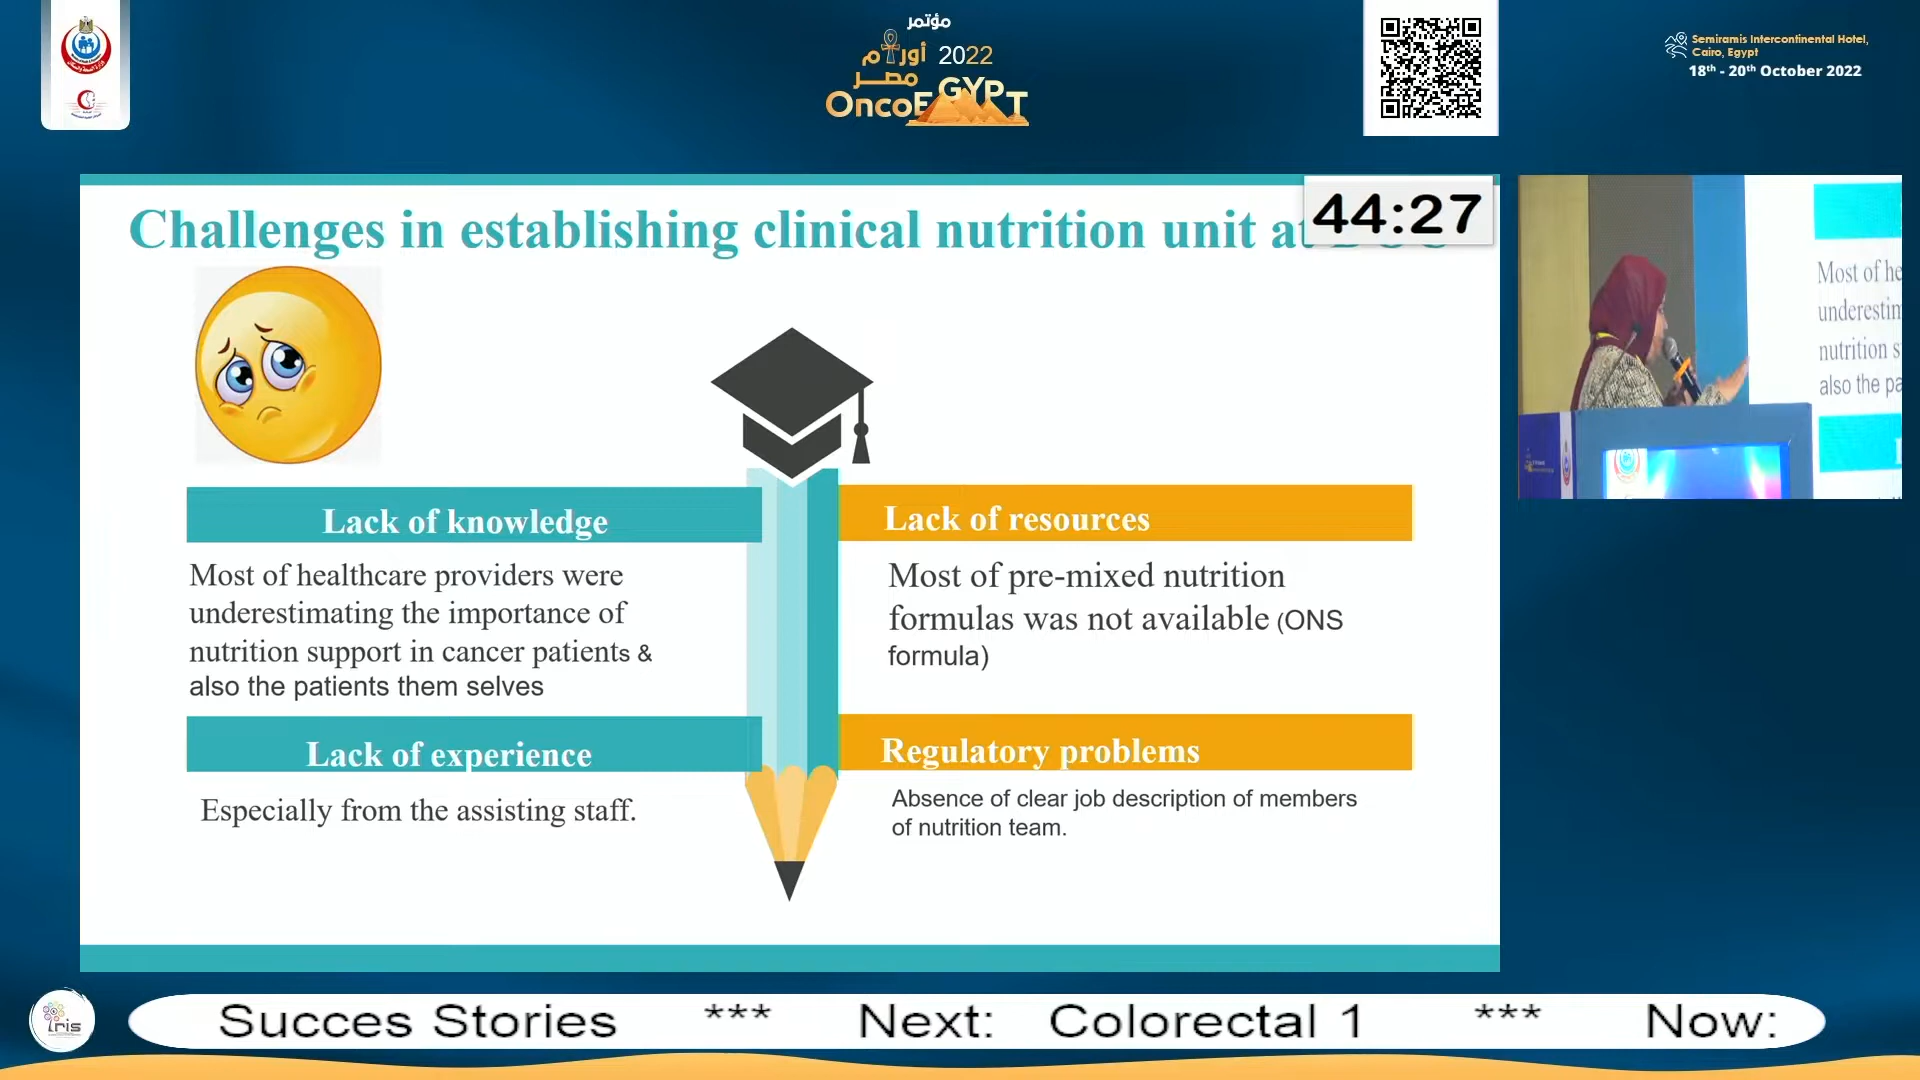 مؤتمر
أورام 2022
مصر
OncoEGYPT
Semiramis Intercontinental Hotel,
Cairo, Egypt
18th - 20th October 2022
Challenges in establishing clinical nutrition unit at
44:27
Lack of knowledge
Most of healthcare providers were
underestimating the importance of
nutrition support in cancer patients &
also the patients them selves
Lack of experience
Especially from the assisting staff.
Lack of resources
Most of pre-mixed nutrition
formulas was not available (ONS
formula)
Regulatory problems
Absence of clear job description of members
of nutrition team.
Most of he
underestim
nutrition s
also the pa
iris
Succes Stories *** Next: Colorectal 1 *** Now: